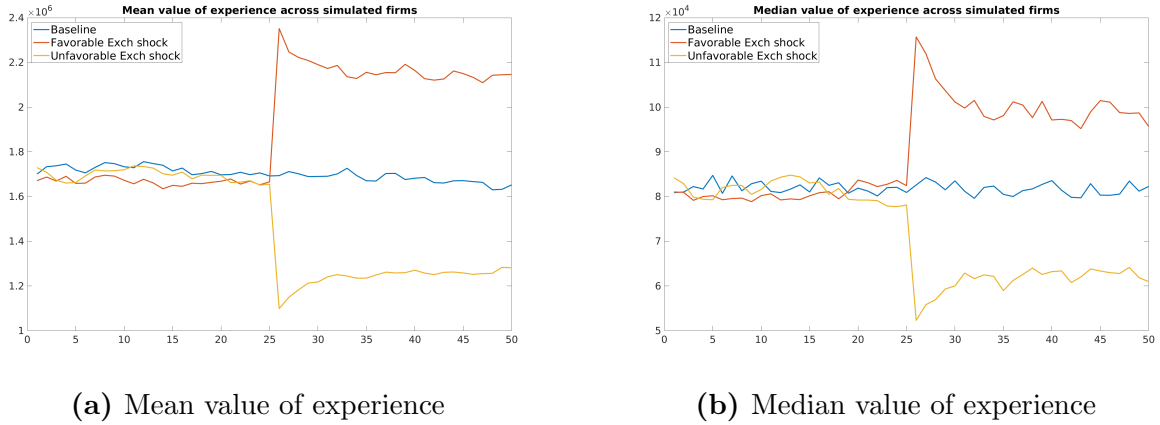 Mean value of experience across simulated firms
2.4 ×10⁶
Baseline
Favorable Exch shock
Unfavorable Exch shock
2.2
2
1.8
1.6
1.4
1.2
1
0 5 10 15 20 25 30 35 40 45 50
(a) Mean value of experience
Median value of experience across simulated firms
12 ×10⁴
Baseline
Favorable Exch shock
Unfavorable Exch shock
11
10
9
8
7
6
5
0 5 10 15 20 25 30 35 40 45 50
(b) Median value of experience